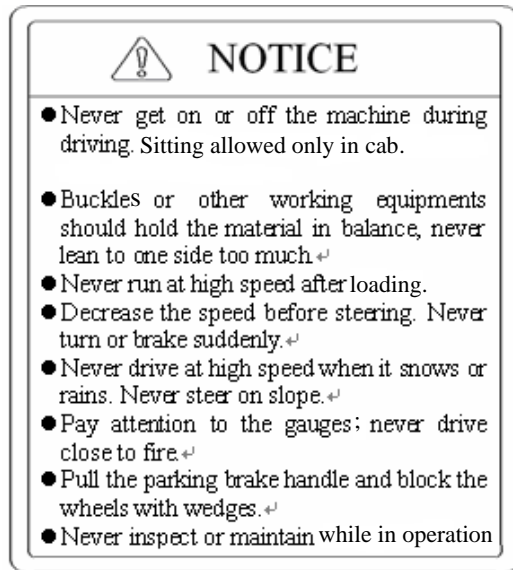 NOTICE
●Never get on or off the machine during
driving. Sitting allowed only in cab.
●Buckles or other working equipments
should hold the material in balance, never
lean to one side too much↵
●Never run at high speed after loading.
●Decrease the speed before steering. Never
turn or brake suddenly.↵
●Never drive at high speed when it snows or
rains. Never steer on slope.↵
●Pay attention to the gauges; never drive
close to fire↵
●Pull the parking brake handle and block the
wheels with wedges.↵
●Never inspect or maintain while in operation